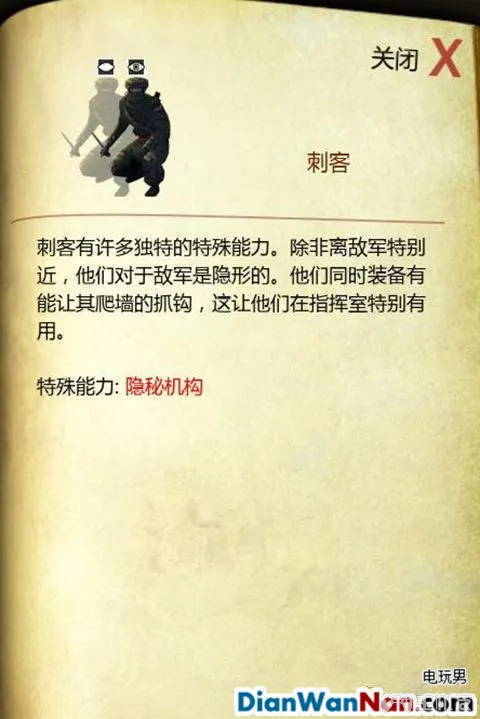 关闭 X
刺客
刺客有许多独特的特殊能力。除非离敌军特别
近，他们对于敌军是隐形的。他们同时装备有
能让其爬墙的抓钩，这让他们在指挥室特别有
用。
特殊能力: 隐秘机构
电玩男
DianWanNan.com